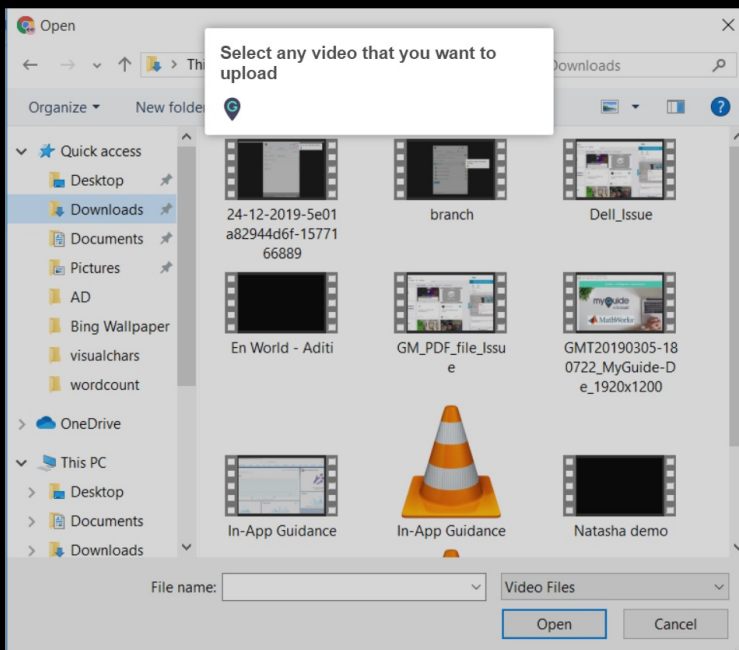 Open
Select any video that you want to
upload
Thi
Downloads
Organize
New folder
Quick access
Desktop
Downloads
Documents
Pictures
AD
Bing Wallpaper
visualchars
wordcount
OneDrive
This PC
Desktop
Documents
Downloads
24-12-2019-5e01
a82944d6f-15771
66889
branch
Dell_Issue
En World - Aditi
GM_PDF_file_Issu
e
myguide
MathWorks
GMT20190305-18
0722_MyGuide-D
e_1920x1200
In-App Guidance
In-App Guidance
Natasha demo
File name:
Video Files
Open
Cancel